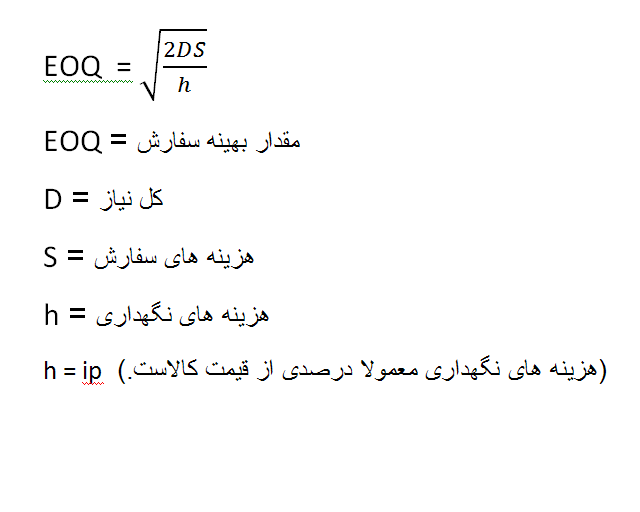 EOQ = √(2DS/h)
EOQ = مقدار بهینه سفارش
D = کل نیاز
S = هزینه های سفارش
h = هزینه های نگهداری
h = ip (هزینه های نگهداری معمولا درصدی از قیمت کالاست.)